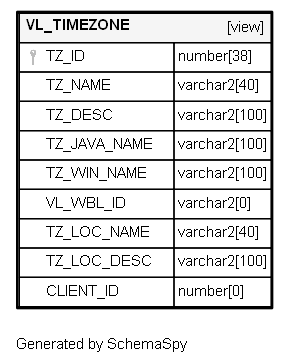 VL_TIMEZONE [view]
TZ_ID number[38]
TZ_NAME varchar2[40]
TZ_DESC varchar2[100]
TZ_JAVA_NAME varchar2[100]
TZ_WIN_NAME varchar2[100]
VL_WBL_ID varchar2[0]
TZ_LOC_NAME varchar2[40]
TZ_LOC_DESC varchar2[100]
CLIENT_ID number[0]
Generated by SchemaSpy